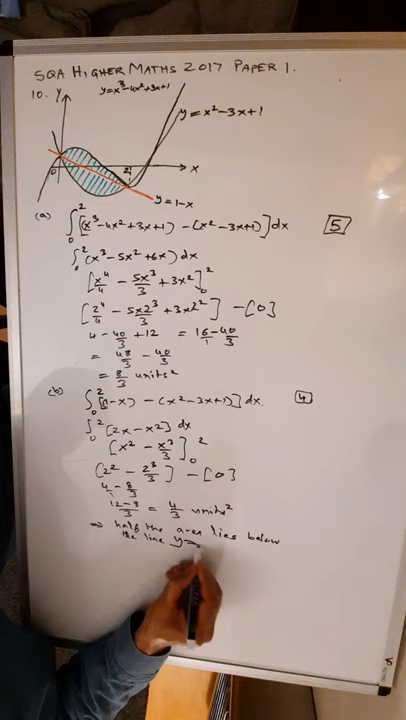 SQA HIGHER MATHS 2017 PAPER 1.
10. y y=x³-4x²+3x+1
y=x²-3x+1
0 2 x
y=1-x
(a) ∫₀² [(x³-4x²+3x+1) - (x²-3x+1)] dx [5]
∫₀² (x³-5x²+6x) dx
[x⁴/4 - 5x³/3 + 3x²]₀²
[2⁴/4 - 5x2³/3 + 3x2²] - [0]
4 - 40/3 + 12 = 16/1 - 40/3
= 48/3 - 40/3
= 8/3 units²
(b) ∫₀² [(1-x) - (x²-3x+1)] dx. [4]
∫₀² [2x-x²] dx
[x² - x³/3]₀²
[2² - 2³/3] - [0]
4 - 8/3
12-8/3 = 4/3 units²
⇒ half the area lies below
the line y=